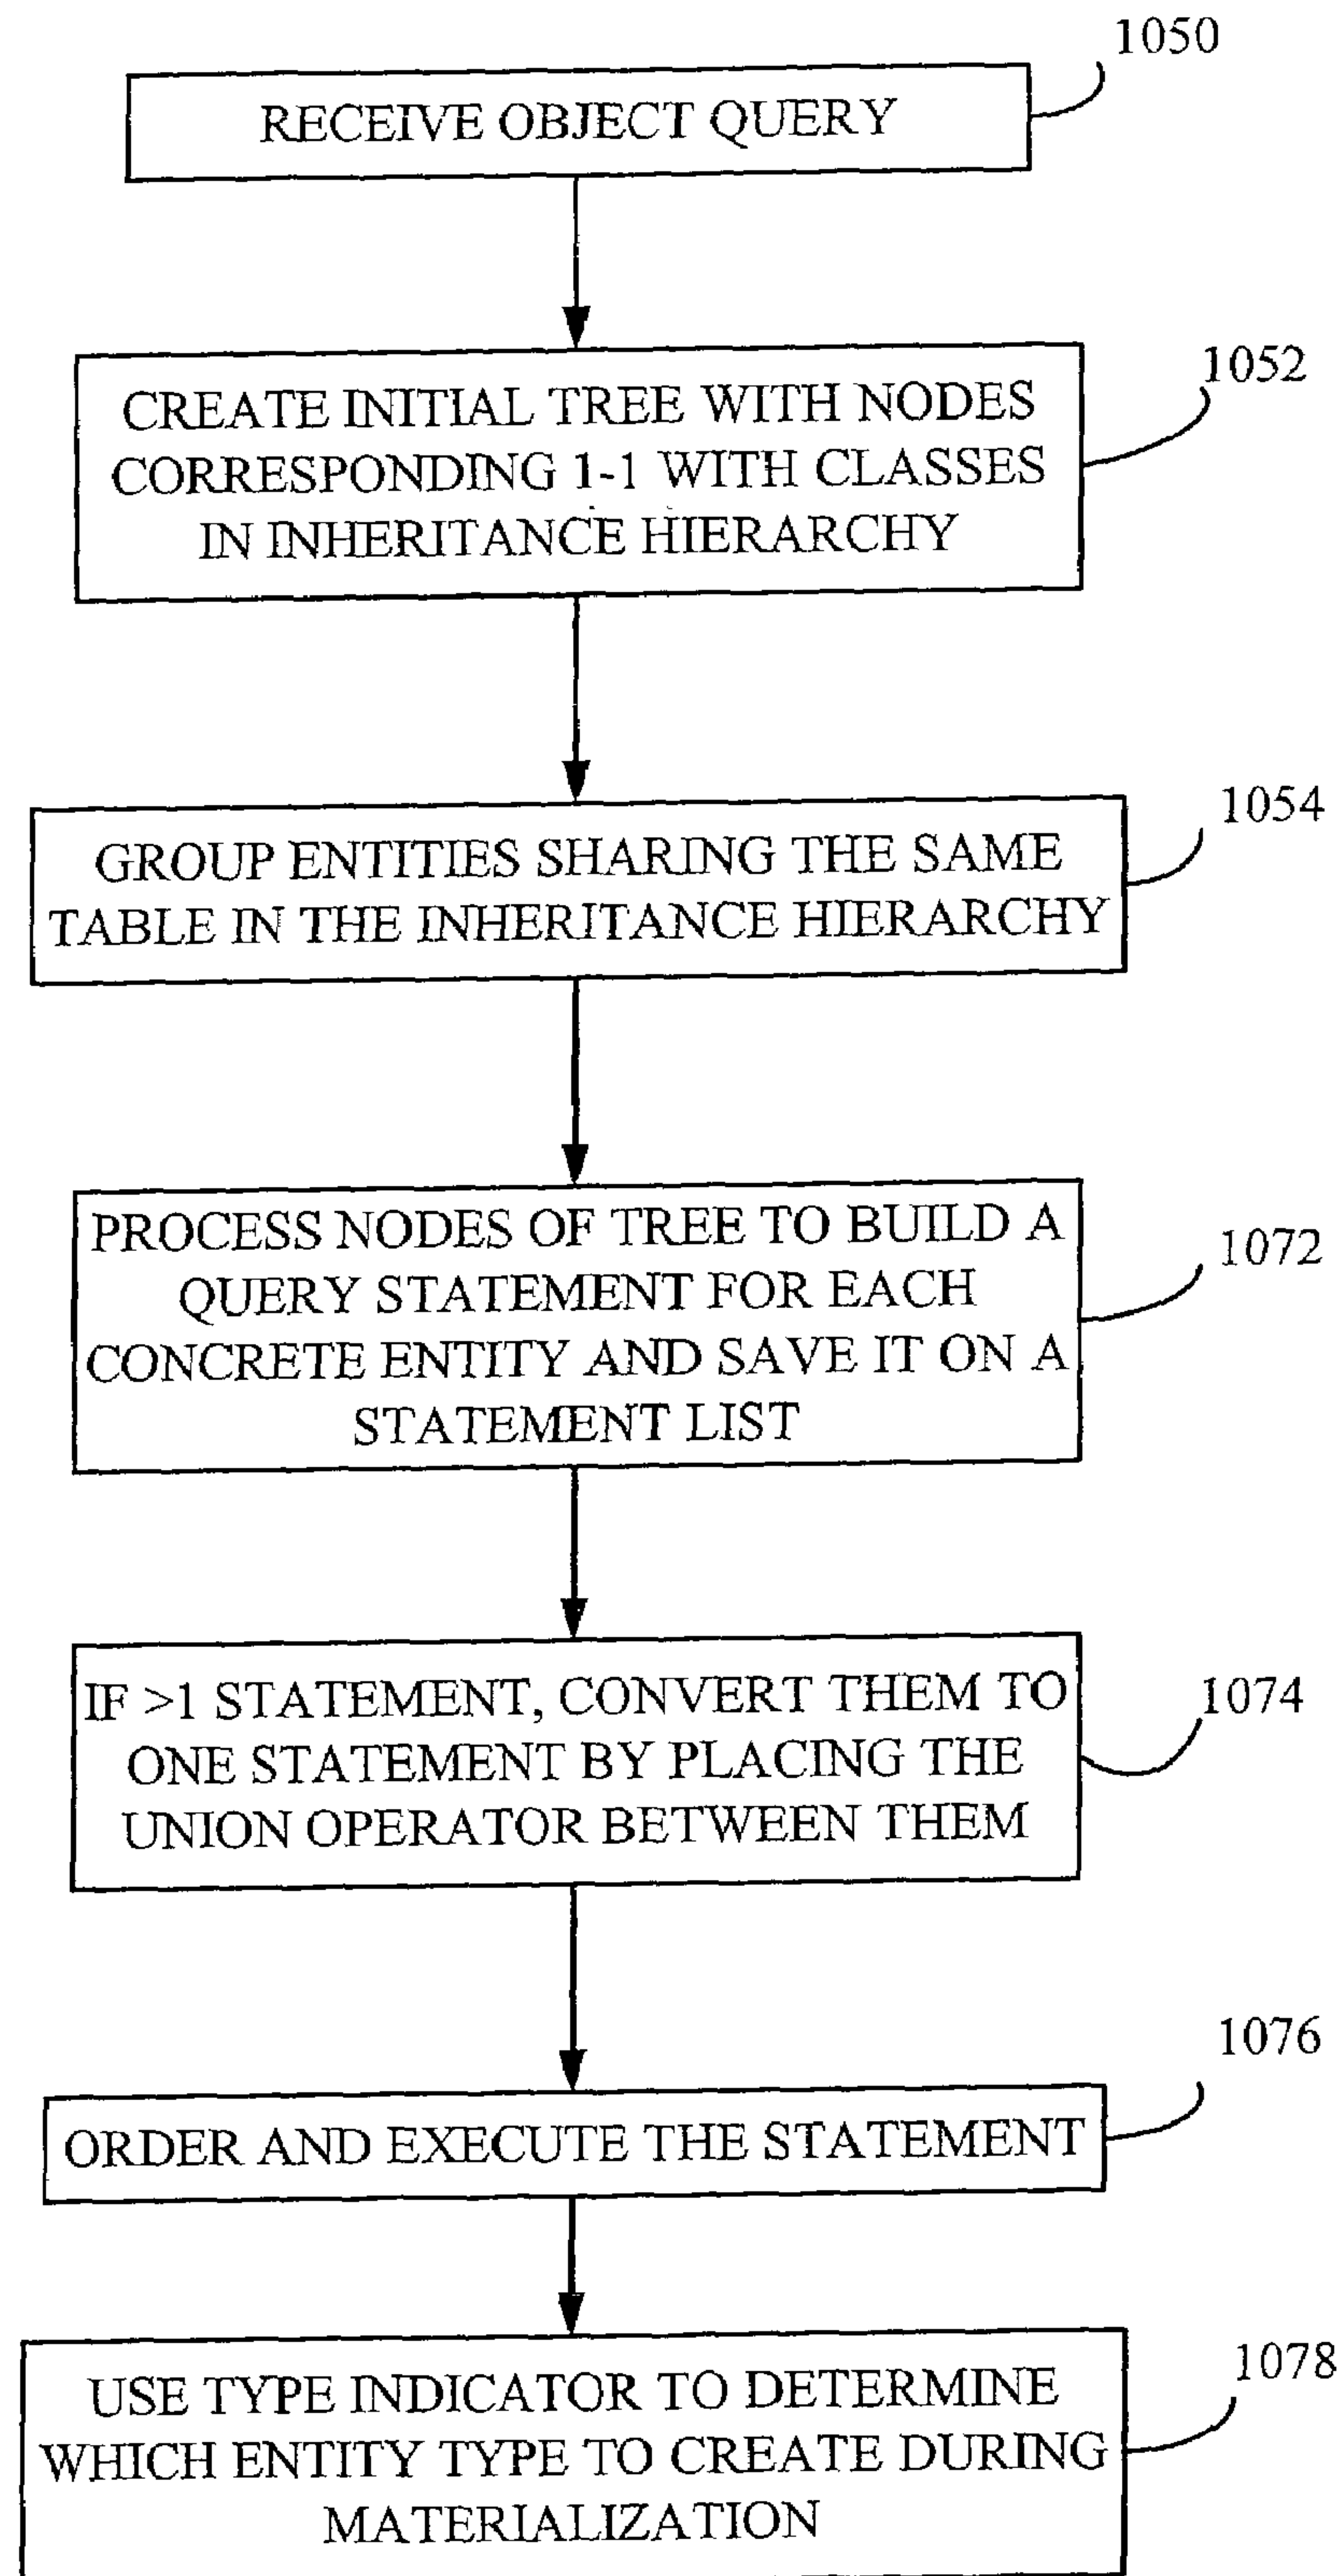 1050
RECEIVE OBJECT QUERY
1052
CREATE INITIAL TREE WITH NODES
CORRESPONDING 1-1 WITH CLASSES
IN INHERITANCE HIERARCHY
1054
GROUP ENTITIES SHARING THE SAME
TABLE IN THE INHERITANCE HIERARCHY
PROCESS NODES OF TREE TO BUILD A
1072
QUERY STATEMENT FOR EACH
CONCRETE ENTITY AND SAVE IT ON A
STATEMENT LIST
IF >1 STATEMENT, CONVERT THEM TO
1074
ONE STATEMENT BY PLACING THE
UNION OPERATOR BETWEEN THEM
1076
ORDER AND EXECUTE THE STATEMENT
1078
USE TYPE INDICATOR TO DETERMINE
WHICH ENTITY TYPE TO CREATE DURING
MATERIALIZATION